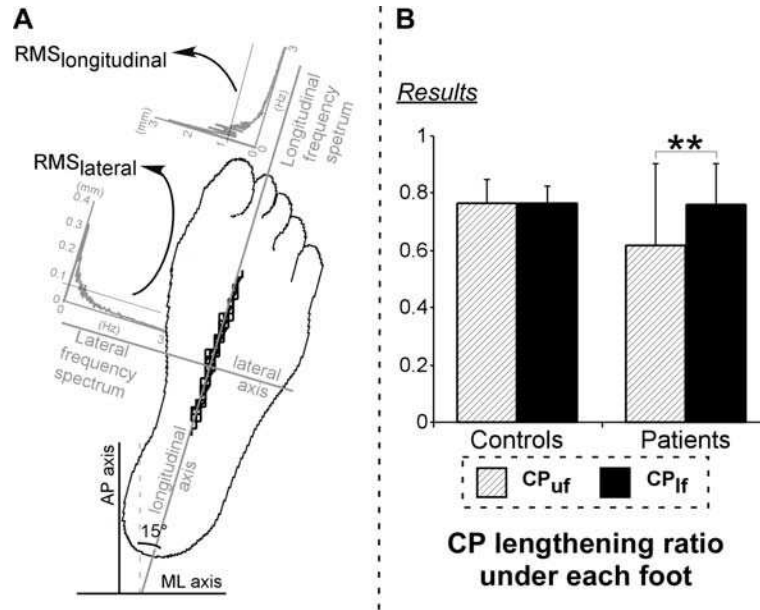 A
RMSlongitudinal
3
(Hz)
0
(mm)
3
2
1
0
Longitudinal
frequency
spetrum
RMSlateral
(mm)
0.4
0.3
0.2
0.1
0
0
(Hz)
3
Lateral
frequency
spectrum
lateral
axis
longitudinal
axis
AP axis
15°
ML axis
B
Results
1
0.8
0.6
0.4
0.2
0
**
Controls
Patients
CPuf
CPlf
CP lengthening ratio
under each foot